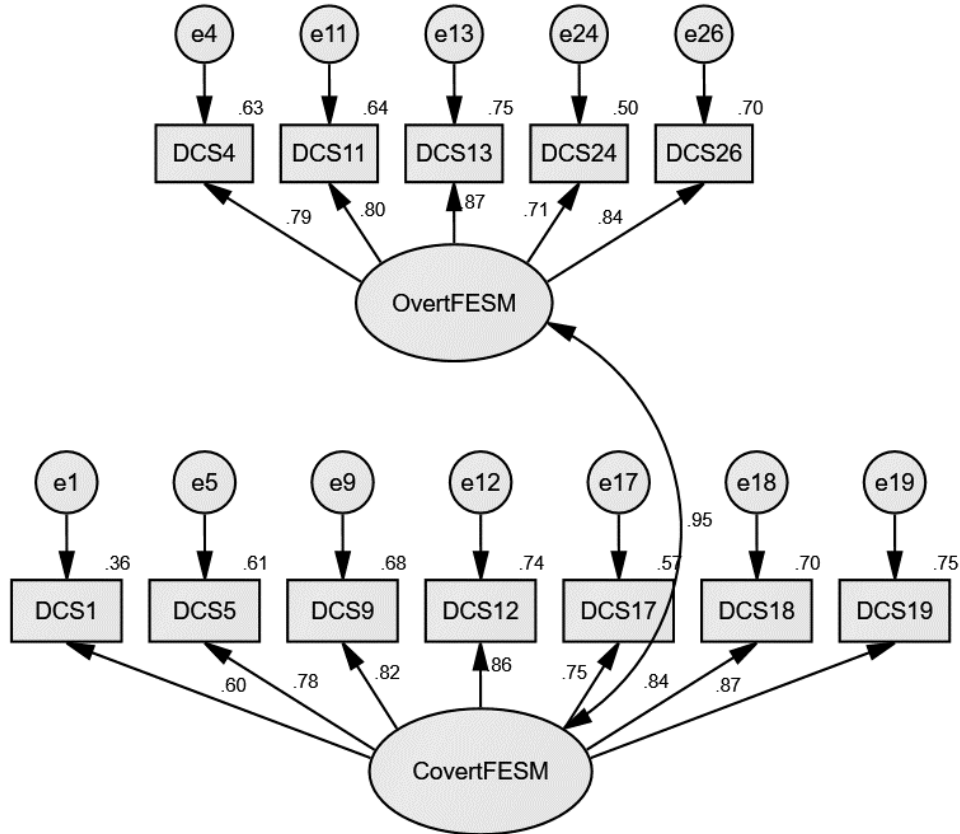 e4 e11 e13 e24 e26
.63 .64 .75 .50 .70
DCS4 DCS11 DCS13 DCS24 DCS26
.79 .80 .87 .71 .84
OvertFESM
e1 e5 e9 e12 e17 e18 e19
.95
.36 .61 .68 .74 .57 .70 .75
DCS1 DCS5 DCS9 DCS12 DCS17 DCS18 DCS19
.60 .78 .82 .86 .75 .84 .87
CovertFESM